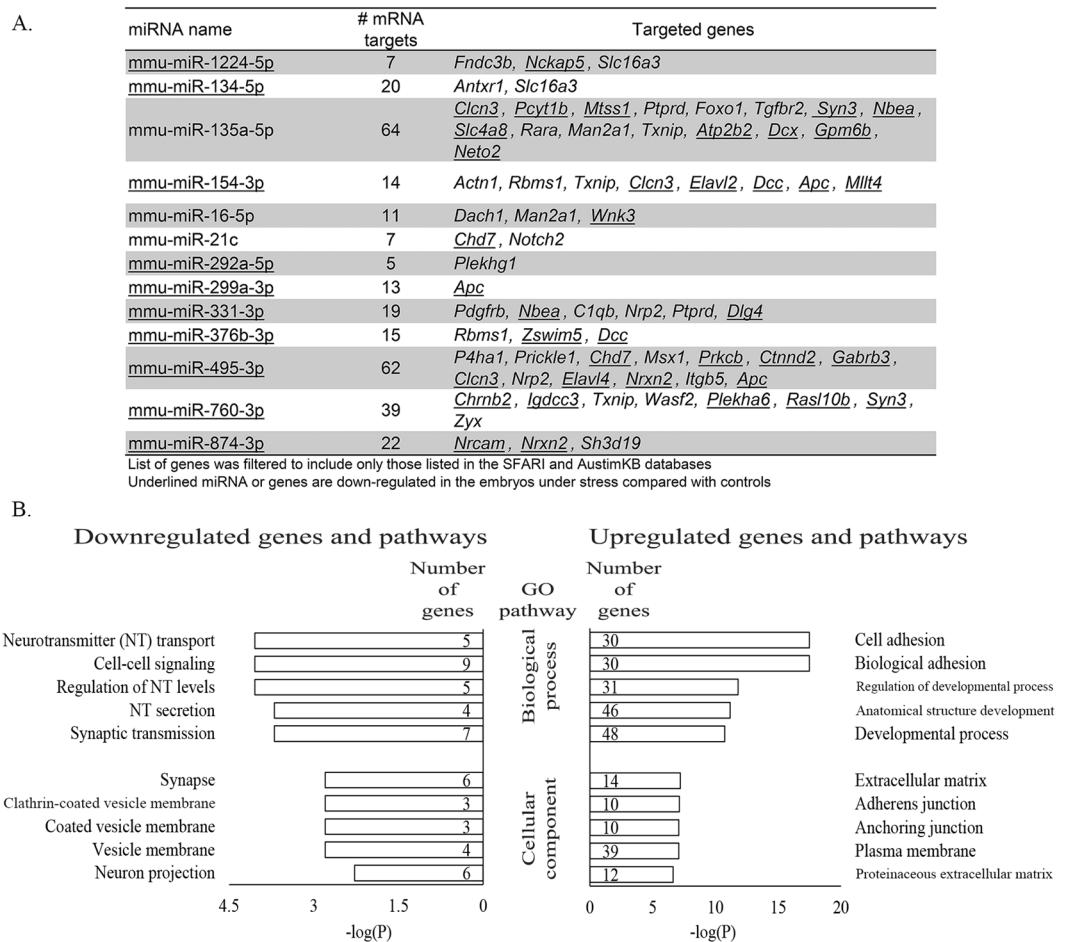 A.
miRNA name # mRNA targets Targeted genes
mmu-miR-1224-5p 7 Fndc3b, Nckap5 , Slc16a3
mmu-miR-134-5p 20 Antxr1, Slc16a3
mmu-miR-135a-5p 64 Clcn3 , Pcyt1b , Mtss1 , Ptprd, Foxo1, Tgfbr2, Syn3 , Nbea ,
Slc4a8 , Rara, Man2a1, Txnip, Atp2b2 , Dcx , Gpm6b ,
Neto2
mmu-miR-154-3p 14 Actn1, Rbms1, Txnip, Clcn3 , Elavl2 , Dcc , Apc , Mllt4
mmu-miR-16-5p 11 Dach1, Man2a1, Wnk3
mmu-miR-21c 7 Chd7 , Notch2
mmu-miR-292a-5p 5 Plekhg1
mmu-miR-299a-3p 13 Apc
mmu-miR-331-3p 19 Pdgfrb, Nbea , C1qb, Nrp2, Ptprd, Dlg4
mmu-miR-376b-3p 15 Rbms1, Zswim5 , Dcc
mmu-miR-495-3p 62 P4ha1, Prickle1, Chd7 , Msx1, Prkcb , Ctnnd2 , Gabrb3 ,
Clcn3 , Nrp2, Elavl4 , Nrxn2 , Itgb5, Apc
mmu-miR-760-3p 39 Chrnb2 , Igdcc3 , Txnip, Wasf2, Plekha6 , Rasl10b , Syn3 ,
Zyx
mmu-miR-874-3p 22 Nrcam , Nrxn2 , Sh3d19
List of genes was filtered to include only those listed in the SFARI and AustimKB databases
Underlined miRNA or genes are down-regulated in the embryos under stress compared with controls
B.
Downregulated genes and pathways Upregulated genes and pathways
Number of genes GO pathway Number of genes
Biological process
Neurotransmitter (NT) transport 5 30 Cell adhesion
Cell-cell signaling 9 30 Biological adhesion
Regulation of NT levels 5 31 Regulation of developmental process
NT secretion 4 46 Anatomical structure development
Synaptic transmission 7 48 Developmental process
Cellular component
Synapse 6 14 Extracellular matrix
Clathrin-coated vesicle membrane 3 10 Adherens junction
Coated vesicle membrane 3 10 Anchoring junction
Vesicle membrane 4 39 Plasma membrane
Neuron projection 6 12 Proteinaceous extracellular matrix
4.5 3 1.5 0 0 5 10 15 20
-log(P) -log(P)